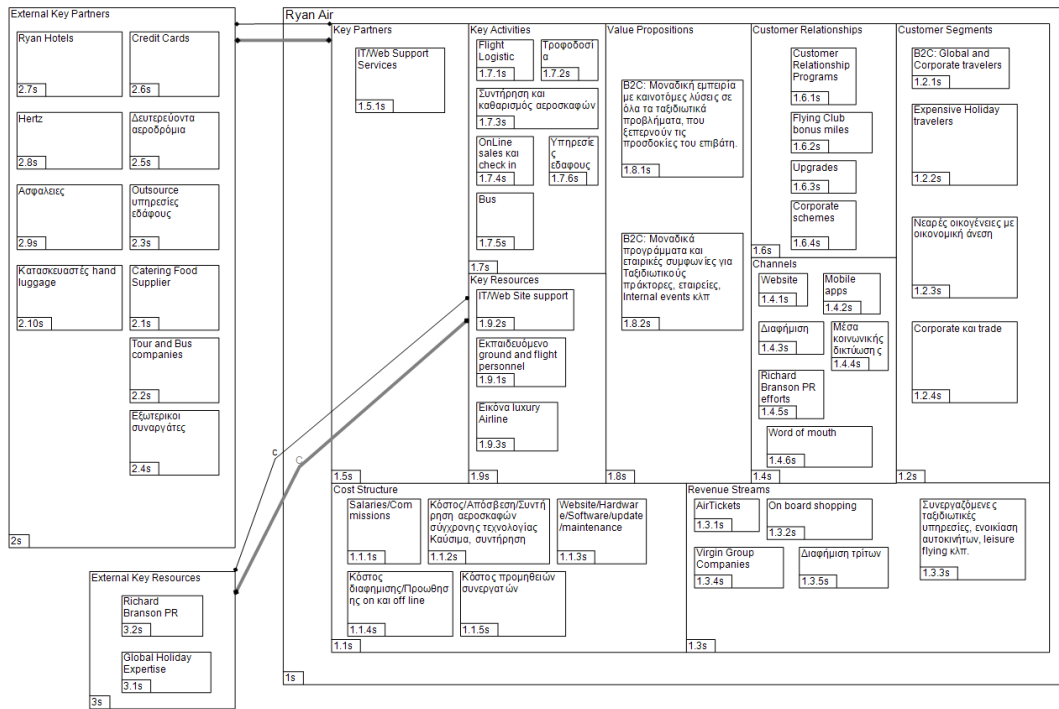 External Key Partners
Ryan Hotels
2.7s
Credit Cards
2.6s
Hertz
2.8s
Δευτερεύοντα
αεροδρόμια
2.5s
Ασφαλειες
2.9s
Outsource
υπηρεσίες
εδάφους
2.3s
Κατασκευαστές hand
luggage
2.10s
Catering Food
Supplier
2.1s
Tour and Bus
companies
2.2s
Εξωτερικοι
συναργάτες
2.4s
2s
External Key Resources
Richard
Branson PR
3.2s
Global Holiday
Expertise
3.1s
3s
c
C
Ryan Air
Key Partners
IT/Web Support
Services
1.5.1s
1.5s
Key Activities
Flight
Logistic
1.7.1s
Τροφοδοσί
α
1.7.2s
Συντήρηση και
καθαρισμός αεροσκαφών
1.7.3s
OnLine
sales και
check in
1.7.4s
Υπηρεσίε
ς
εδαφους
1.7.6s
Bus
1.7.5s
1.7s
Key Resources
IT/Web Site support
1.9.2s
Εκπαιδευόμενο
ground and flight
personnel
1.9.1s
Εικόνα luxury
Airline
1.9.3s
1.9s
Value Propositions
B2C: Μοναδική εμπειρία
με καινοτόμες λύσεις σε
όλα τα ταξιδιωτικά
προβλήματα, που
ξεπερνούν τις
προσδοκίες του επιβάτη.
1.8.1s
B2C: Μοναδικά
προγράμματα και
εταιρικές συμφωνίες για
Ταξιδιωτικούς
πράκτορες, εταιρείες,
Internal events κλπ
1.8.2s
1.8s
Customer Relationships
Customer
Relationship
Programs
1.6.1s
Flying Club
bonus miles
1.6.2s
Upgrades
1.6.3s
Corporate
schemes
1.6.4s
1.6s
Channels
Website
1.4.1s
Mobile
apps
1.4.2s
Διαφήμιση
1.4.3s
Μέσα
κοινωνικής
δικτύωση ς
1.4.4s
Richard
Branson PR
efforts
1.4.5s
Word of mouth
1.4.6s
1.4s
Customer Segments
B2C: Global and
Corporate travelers
1.2.1s
Expensive Holiday
travelers
1.2.2s
Νεαρές οικογένειες με
οικονομική άνεση
1.2.3s
Corporate και trade
1.2.4s
1.2s
Cost Structure
Salaries/Com
missions
1.1.1s
Κόστος/Απόσβεση/Συντή
ρηση αεροσκαφών
σύγχρονης τεχνολογίας
Καύσιμα, συντήρηση
1.1.2s
Website/Hardwar
e/Software/update
/maintenance
1.1.3s
Κόστος
διαφημισης/Προωθησ
ης on και off line
1.1.4s
Κόστος προμηθειών
συνεργατών
1.1.5s
1.1s
Revenue Streams
AirTickets
1.3.1s
On board shopping
1.3.2s
Συνεργαζόμενες
ταξιδιωτικές
υπηρεσίες, ενοικίαση
αυτοκινήτων, leisure
flying κλπ.
1.3.3s
Virgin Group
Companies
1.3.4s
Διαφήμιση τρίτων
1.3.5s
1.3s
1s